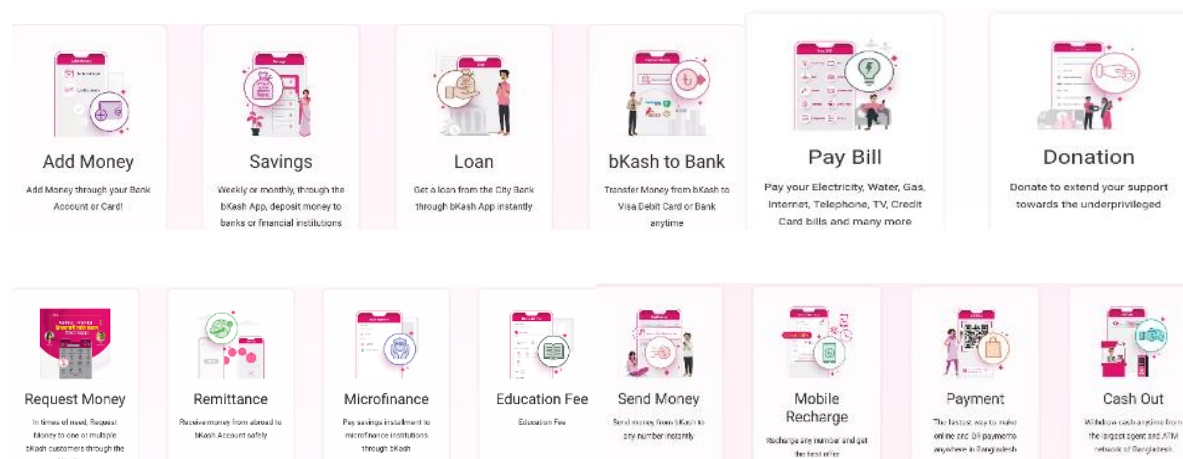 Add Money
Add Money through your Bank
Account or Card!
Savings
Weekly or monthly, through the
bKash App, deposit money to
banks or financial institutions
Loan
Get a loan from the City Bank
through bKash App instantly
bKash to Bank
Transfer Money from bKash to
Visa Debit Card or Bank
anytime
Pay Bill
Pay your Electricity, Water, Gas,
Internet, Telephone, TV, Credit
Card bills and many more
Donation
Donate to extend your support
towards the underprivileged
Request Money
In times of need, Request
Money to one or multiple
bKash customers through the
Remittance
Receive money from abroad to
bKash Account safely
Microfinance
Pay savings installment to
microfinance institutions
through bKash
Education Fee
Education Fee
Send Money
Send money from bKash to
any number instantly
Mobile
Recharge
Recharge any number and get
the best offer
Payment
The fastest way to make
online and QR payments
anywhere in Bangladesh
Cash Out
Withdraw cash anytime from
the largest agent and ATM
network of Bangladesh